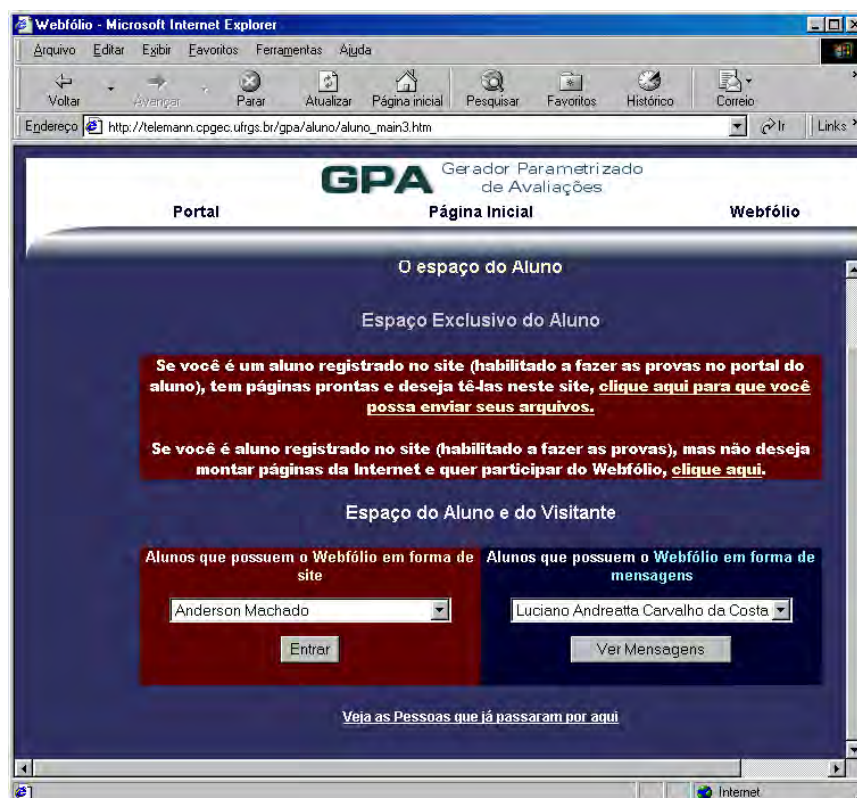 Webfólio - Microsoft Internet Explorer
Arquivo Editar Exibir Favoritos Ferramentas Ajuda
Voltar Avançar Parar Atualizar Página inicial Pesquisar Favoritos Histórico Correio
Endereço http://telemann.cpgec.ufrgs.br/gpa/aluno/aluno_main3.htm Ir Links
GPA Gerador Parametrizado
de Avaliações
Portal Página Inicial Webfólio
O espaço do Aluno
Espaço Exclusivo do Aluno
Se você é um aluno registrado no site (habilitado a fazer as provas no portal do
aluno), tem páginas prontas e deseja tê-las neste site, clique aqui para que você
possa enviar seus arquivos.
Se você é aluno registrado no site (habilitado a fazer as provas), mas não deseja
montar páginas da Internet e quer participar do Webfólio, clique aqui.
Espaço do Aluno e do Visitante
Alunos que possuem o Webfólio em forma de
site
Anderson Machado
Entrar
Alunos que possuem o Webfólio em forma de
mensagens
Luciano Andreatta Carvalho da Costa
Ver Mensagens
Veja as Pessoas que já passaram por aqui
Internet